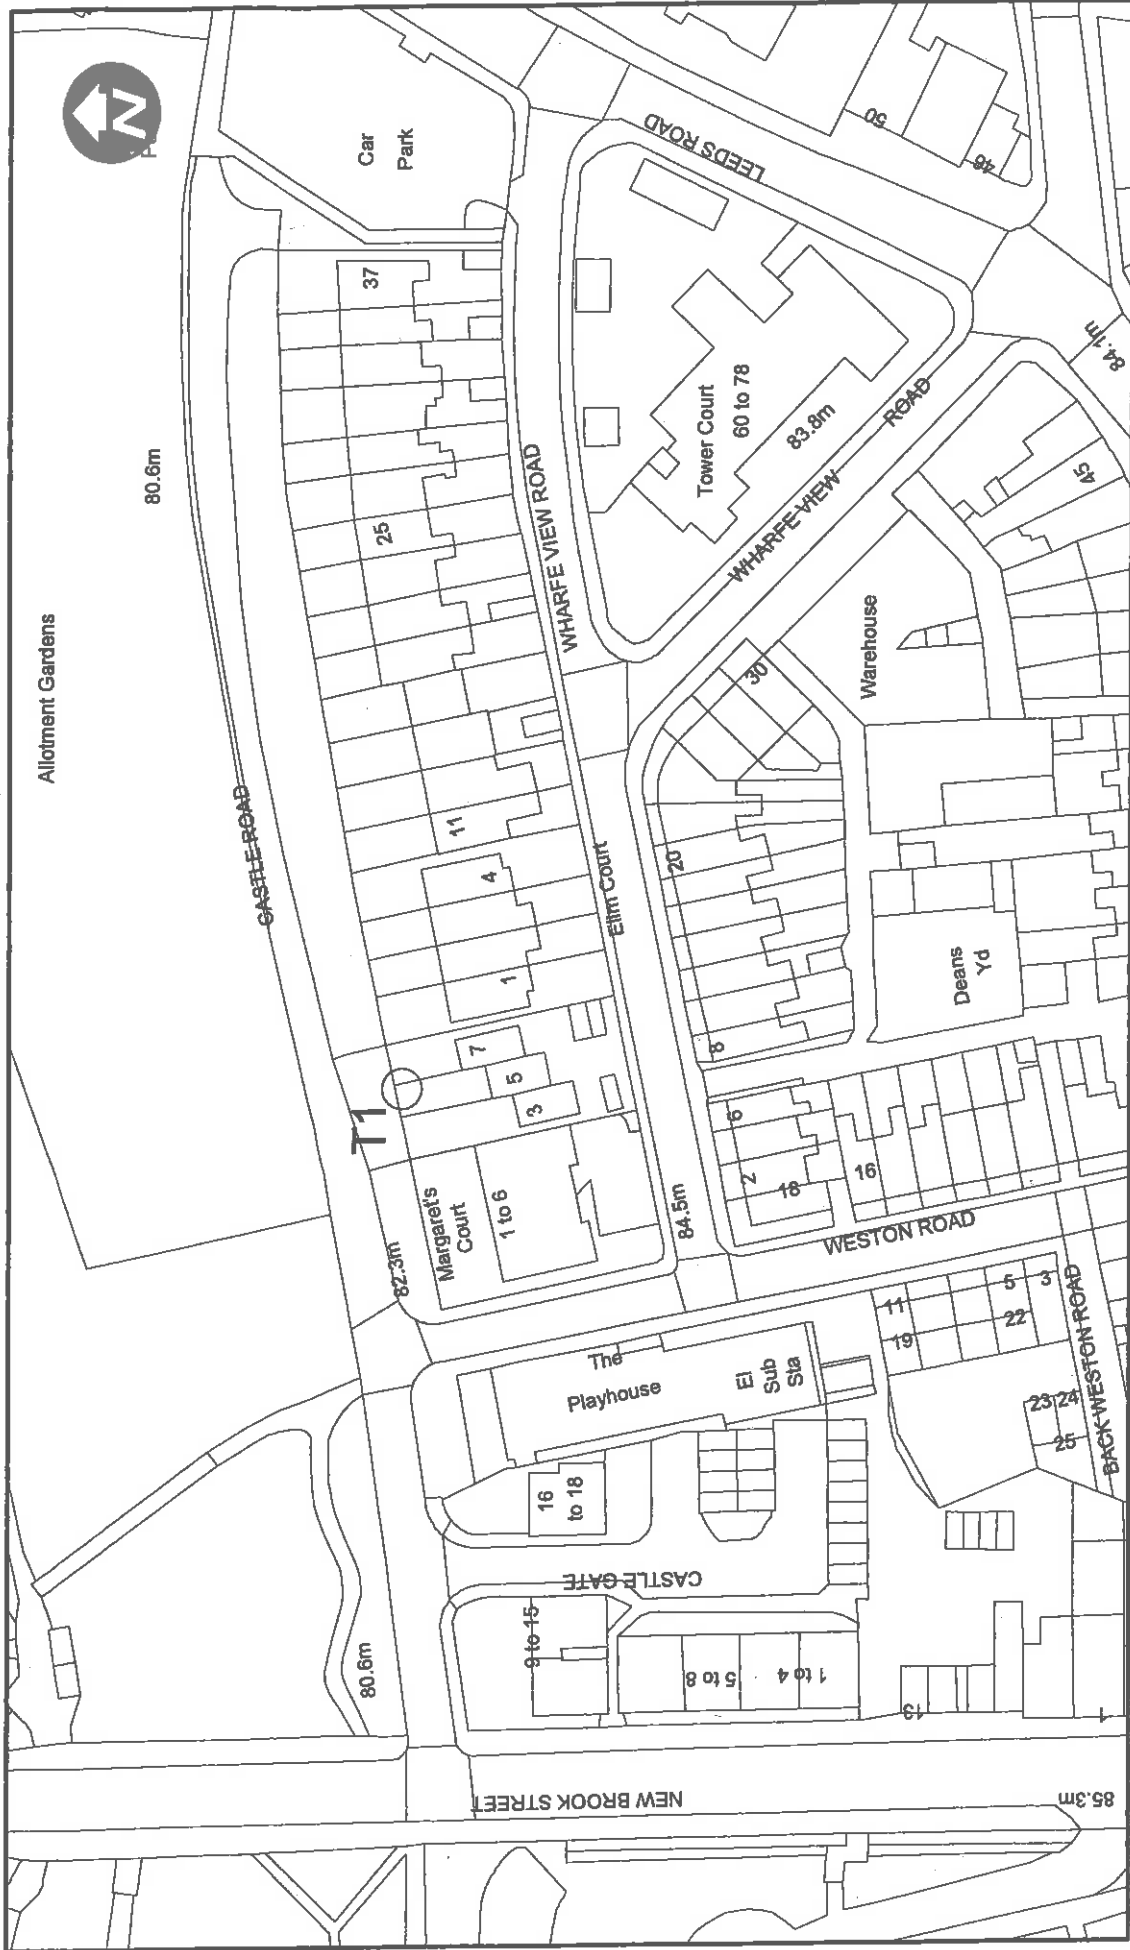 N
P
Allotment Gardens
80.6m
Car
Park
CASTLE ROAD
37
25
11
4
1
7
5
3
T1
WHARFE VIEW ROAD
Elim Court
LEEDS ROAD
50
46
Tower Court
60 to 78
83.8m
WHARFE VIEW
ROAD
84.1m
45
Warehouse
30
20
8
6
2
18
16
Deans
Yd
82.3m
Margaret's
Court
1 to 6
84.5m
WESTON ROAD
The
Playhouse
El
Sub
Sta
11
19
5
3
22
23
24
25
BACK WESTON ROAD
16
to 18
CASTLE GATE
9 to 15
5 to 8
1 to 4
13
1
80.6m
NEW BROOK STREET
85.3m